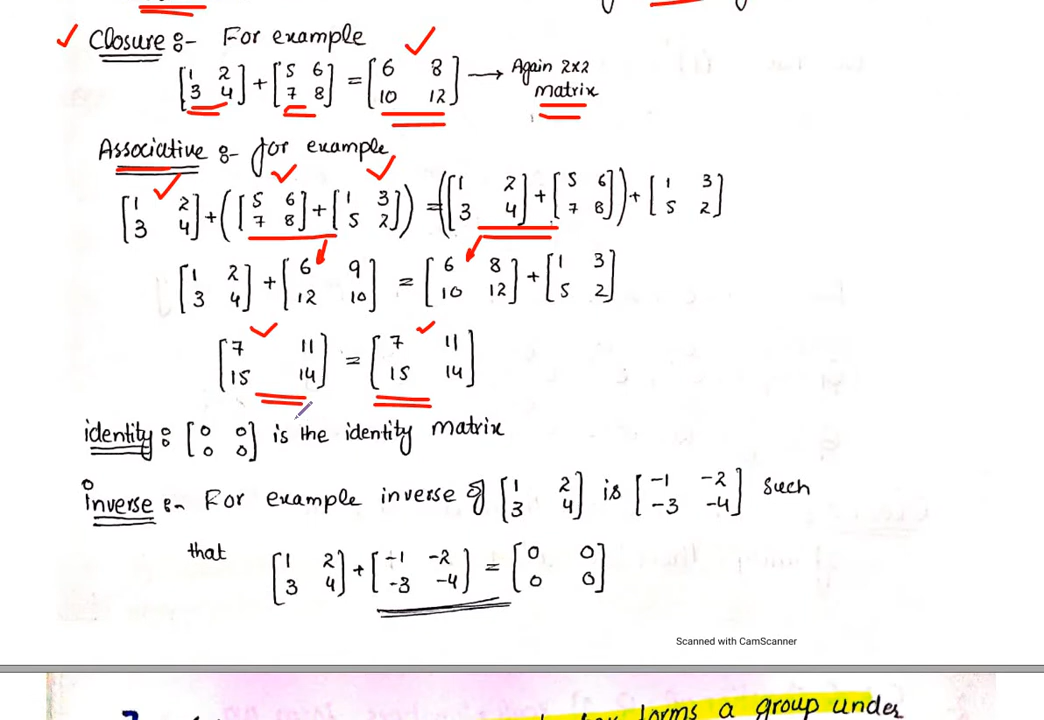 Closure :- For example
[1 2 3 4] + [5 6 7 8] = [6 8 10 12] → Again 2x2 matrix
Associative :- for example,
[1 2 3 4] + ([5 6 7 8] + [1 3 5 2]) = ([1 2 3 4] + [5 6 7 8]) + [1 3 5 2]
[1 2 3 4] + [6 9 12 10] = [6 8 10 12] + [1 3 5 2]
[7 11 15 14] = [7 11 15 14]
identity : [0 0 0 0] is the identity matrix
Inverse :- For example inverse of [1 2 3 4] is [-1 -2 -3 -4] such
that [1 2 3 4] + [-1 -2 -3 -4] = [0 0 0 0]
Scanned with CamScanner
forms a group under